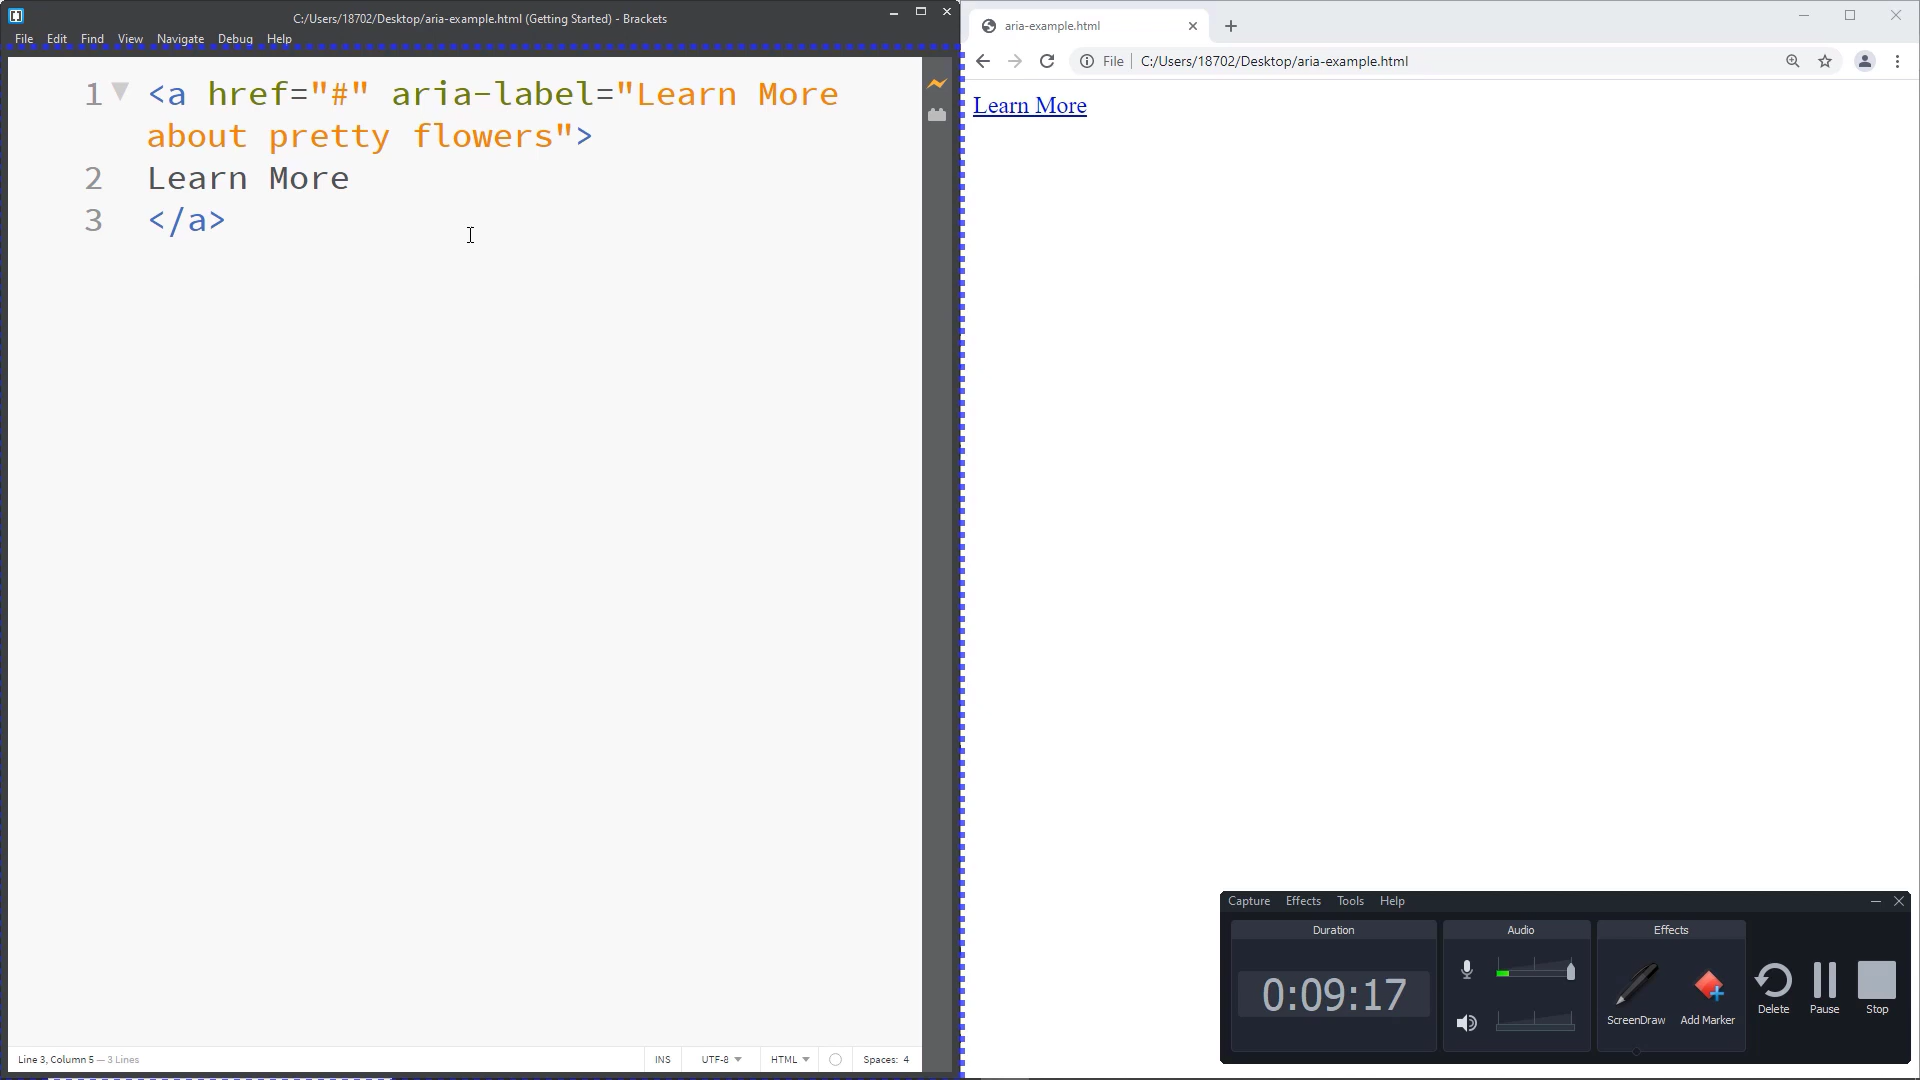 C:/Users/18702/Desktop/aria-example.html (Getting Started) - Brackets
File Edit Find View Navigate Debug Help
1 <a href="#" aria-label="Learn More
about pretty flowers">
2 Learn More
3 </a>
Line 3, Column 5 — 3 Lines
INS UTF-8 HTML Spaces: 4
aria-example.html
File C:/Users/18702/Desktop/aria-example.html
Learn More
Capture Effects Tools Help
Duration Audio Effects
0:09:17
ScreenDraw Add Marker Delete Pause Stop